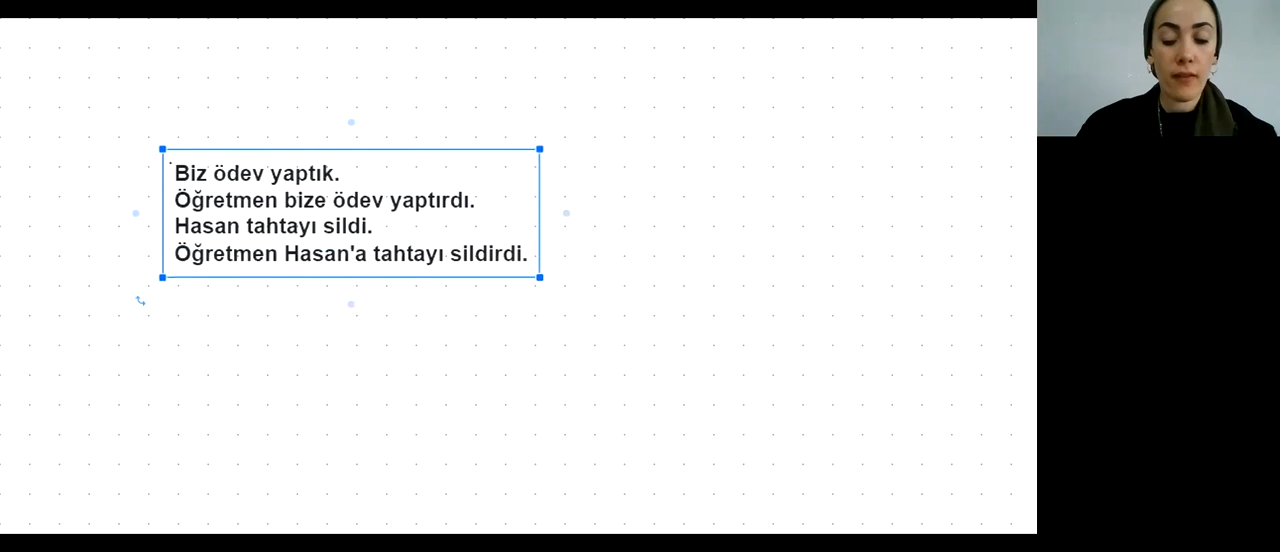 Biz ödev yaptık.
Öğretmen bize ödev yaptırdı.
Hasan tahtayı sildi.
Öğretmen Hasan'a tahtayı sildirdi.